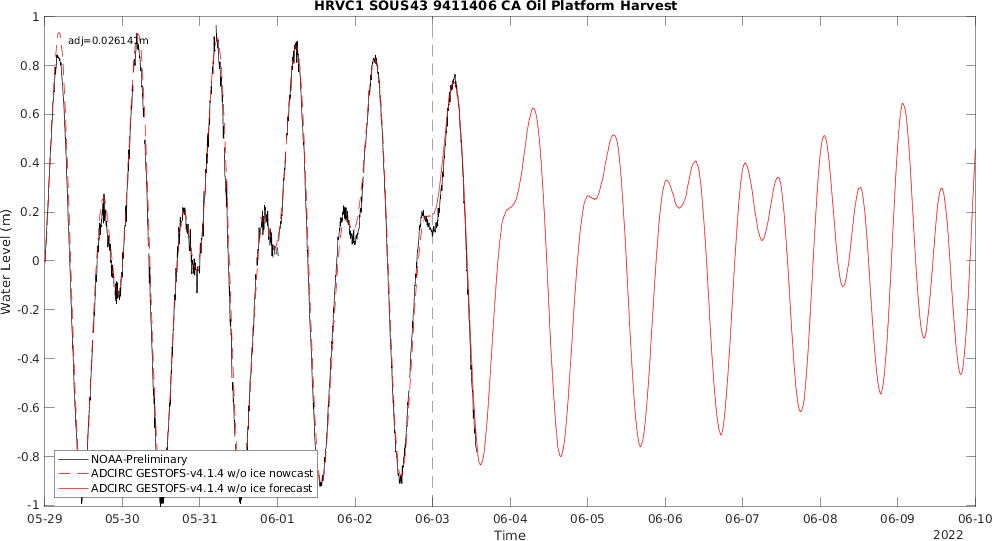 HRVC1 SOUS43 9411406 CA Oil Platform Harvest
adj=0.026141m
Water Level (m)
1
0.8
0.6
0.4
0.2
0
-0.2
-0.4
-0.6
-0.8
-1
NOAA-Preliminary
ADCIRC GESTOFS-v4.1.4 w/o ice nowcast
ADCIRC GESTOFS-v4.1.4 w/o ice forecast
05-29 05-30 05-31 06-01 06-02 06-03 06-04 06-05 06-06 06-07 06-08 06-09 06-10
Time
2022